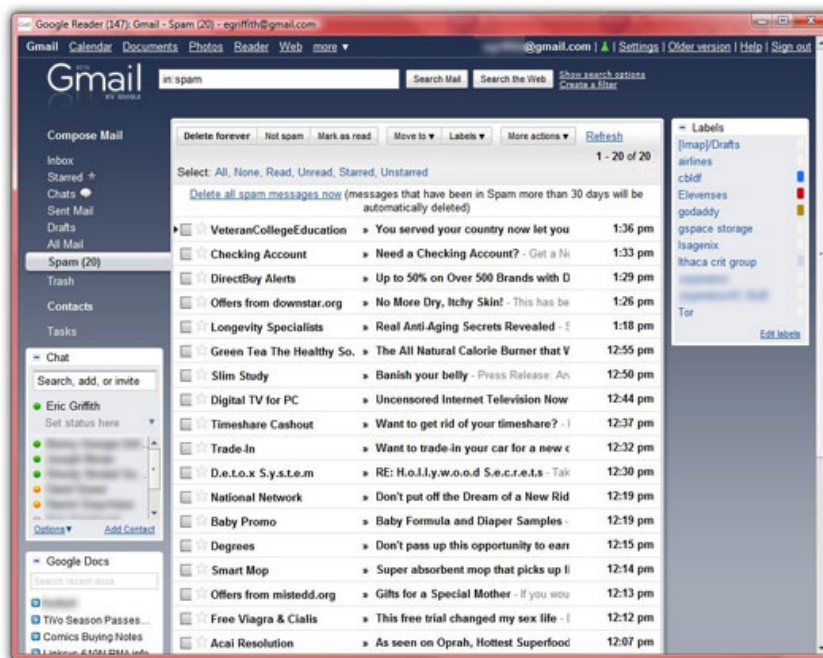 Google Reader (147): Gmail - Spam (20) - egriffith@gmail.com
Gmail Calendar Documents Photos Reader Web more ▼
@gmail.com | Settings | Older version | Help | Sign out
Gmail
BETA
BY GOOGLE
in:spam
Search Mail
Search the Web
Show search options
Create a filter
Compose Mail
Inbox
Starred
Chats
Sent Mail
Drafts
All Mail
Spam (20)
Trash
Contacts
Tasks
Chat
Search, add, or invite
Eric Griffith
Set status here
Options ▼ Add Contact
Google Docs
Search recent docs
TiVo Season Passes...
Comics Buying Notes
Delete forever Not spam Mark as read Move to ▼ Labels ▼ More actions ▼ Refresh
1 - 20 of 20
Select: All, None, Read, Unread, Starred, Unstarred
Delete all spam messages now (messages that have been in Spam more than 30 days will be
automatically deleted)
VeteranCollegeEducation » You served your country now let you 1:36 pm
Checking Account » Need a Checking Account? - Get a 1:33 pm
DirectBuy Alerts » Up to 50% on Over 500 Brands with 1:29 pm
Offers from downstar.org » No More Dry, Itchy Skin! - This has be 1:26 pm
Longevity Specialists » Real Anti-Aging Secrets Revealed - 1:18 pm
Green Tea The Healthy So. » The All Natural Calorie Burner that 12:55 pm
Slim Study » Banish your belly - Press Release: 12:50 pm
Digital TV for PC » Uncensored Internet Television Now 12:44 pm
Timeshare Cashout » Want to get rid of your timeshare? - 12:37 pm
Trade-In » Want to trade-in your car for a new 12:32 pm
D.e.t.o.x S.y.s.t.e.m » RE: H.o.l.l.y.w.o.o.d S.e.c.r.e.t.s - Tak 12:30 pm
National Network » Don't put off the Dream of a New Rid 12:19 pm
Baby Promo » Baby Formula and Diaper Samples - 12:19 pm
Degrees » Don't pass up this opportunity to earn 12:15 pm
Smart Mop » Super absorbent mop that picks up 12:14 pm
Offers from mistedd.org » Gifts for a Special Mother - If you wou 12:13 pm
Free Viagra & Cialis » This free trial changed my sex life - 12:12 pm
Acai Resolution » As seen on Oprah, Hottest Superfood 12:07 pm
Labels
[Imap]/Drafts
airlines
cbldf
Elevenses
godaddy
gspace storage
Isagenix
Ithaca crit group
Tor
Edit labels